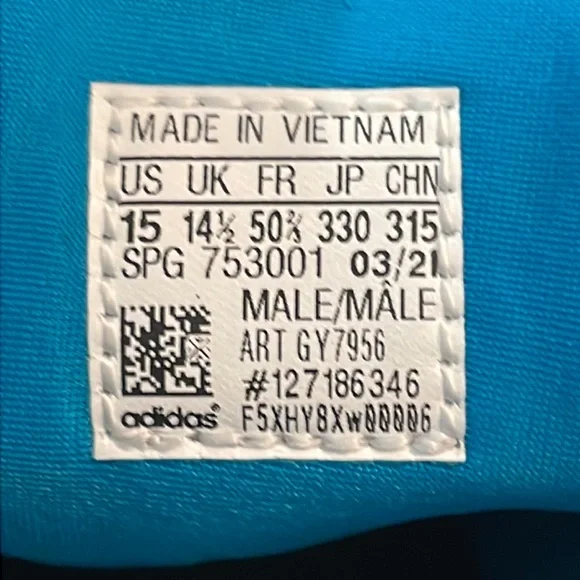 MADE IN VIETNAM
US UK FR JP CHN
15 14½ 50⅔ 330 315
SPG 753001 03/21
MALE/MÂLE
ART GY7956
#127186346
adidas® F5XHY8Xw00006